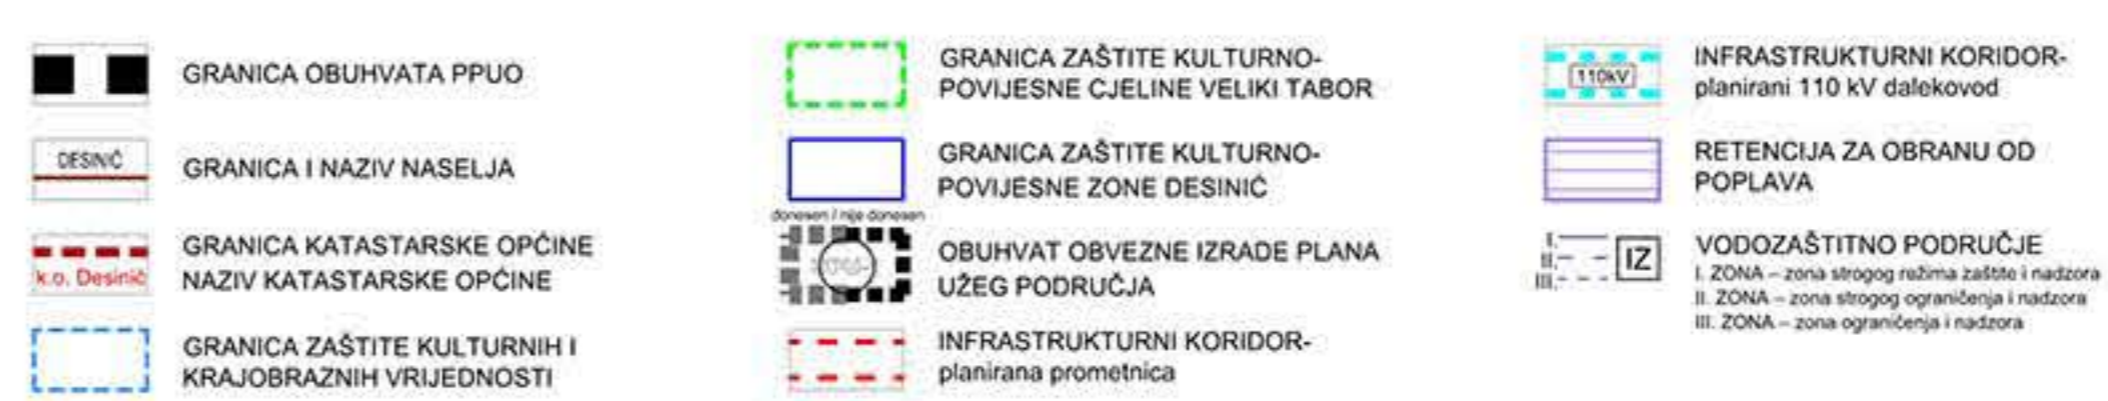 GRANICA OBUHVATA PPUO
DESINIĆ
GRANICA I NAZIV NASELJA
k.o. Desinić
GRANICA KATASTARSKE OPĆINE
NAZIV KATASTARSKE OPĆINE
GRANICA ZAŠTITE KULTURNIH I
KRAJOBRAZNIH VRIJEDNOSTI
GRANICA ZAŠTITE KULTURNO-
POVIJESNE CJELINE VELIKI TABOR
GRANICA ZAŠTITE KULTURNO-
POVIJESNE ZONE DESINIĆ
donesen / nije donesen
OBUHVAT OBVEZNE IZRADE PLANA
UŽEG PODRUČJA
INFRASTRUKTURNI KORIDOR-
planirana prometnica
110kV
INFRASTRUKTURNI KORIDOR-
planirani 110 kV dalekovod
RETENCIJA ZA OBRANU OD
POPLAVA
I.
II.
III.
IZ
VODOZAŠTITNO PODRUČJE
I. ZONA – zona strogog režima zaštite i nadzora
II. ZONA – zona strogog ograničenja i nadzora
III. ZONA – zona ograničenja i nadzora